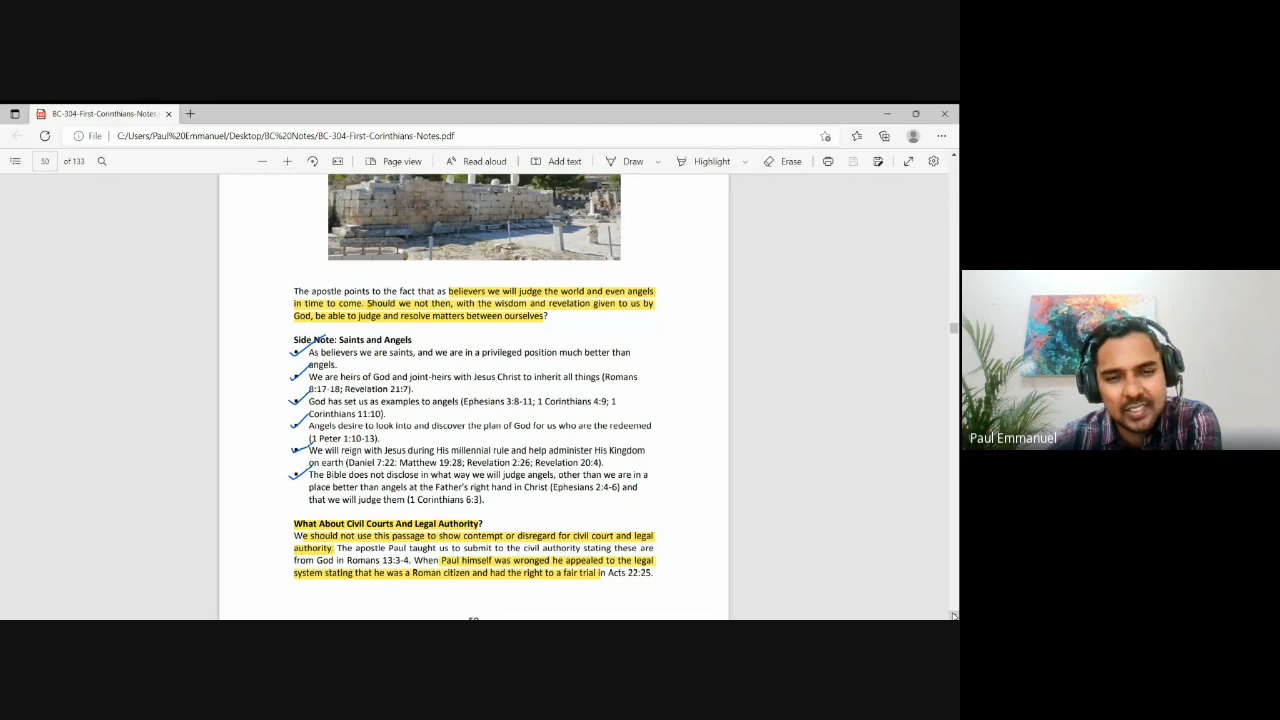 BC-304-First-Corinthians-Notes
File C:/Users/Paul%20Emmanuel/Desktop/BC%20Notes/BC-304-First-Corinthians-Notes.pdf
50 of 133 Page view Read aloud Add text Draw Highlight Erase
The apostle points to the fact that as believers we will judge the world and even angels
in time to come. Should we not then, with the wisdom and revelation given to us by
God, be able to judge and resolve matters between ourselves?
Side Note: Saints and Angels
As believers we are saints, and we are in a privileged position much better than
angels.
We are heirs of God and joint-heirs with Jesus Christ to inherit all things (Romans
8:17-18; Revelation 21:7).
God has set us as examples to angels (Ephesians 3:8-11; 1 Corinthians 4:9; 1
Corinthians 11:10).
Angels desire to look into and discover the plan of God for us who are the redeemed
(1 Peter 1:10-13).
We will reign with Jesus during His millennial rule and help administer His Kingdom
on earth (Daniel 7:22: Matthew 19:28; Revelation 2:26; Revelation 20:4).
The Bible does not disclose in what way we will judge angels, other than we are in a
place better than angels at the Father's right hand in Christ (Ephesians 2:4-6) and
that we will judge them (1 Corinthians 6:3).
What About Civil Courts And Legal Authority?
We should not use this passage to show contempt or disregard for civil court and legal
authority. The apostle Paul taught us to submit to the civil authority stating these are
from God in Romans 13:3-4. When Paul himself was wronged he appealed to the legal
system stating that he was a Roman citizen and had the right to a fair trial in Acts 22:25.
Paul Emmanuel